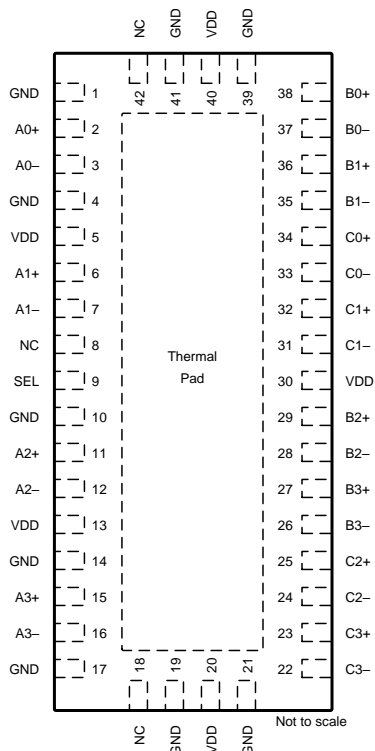 NC GND VDD GND
42 41 40 39
GND 1 38 B0+
A0+ 2 37 B0–
A0– 3 36 B1+
GND 4 35 B1–
VDD 5 34 C0+
A1+ 6 33 C0–
A1– 7 32 C1+
NC 8 31 C1–
SEL 9 30 VDD
GND 10 29 B2+
A2+ 11 28 B2–
A2– 12 27 B3+
VDD 13 26 B3–
GND 14 25 C2+
A3+ 15 24 C2–
A3– 16 23 C3+
GND 17 22 C3–
Thermal
Pad
18 19 20 21
NC GND VDD GND
Not to scale